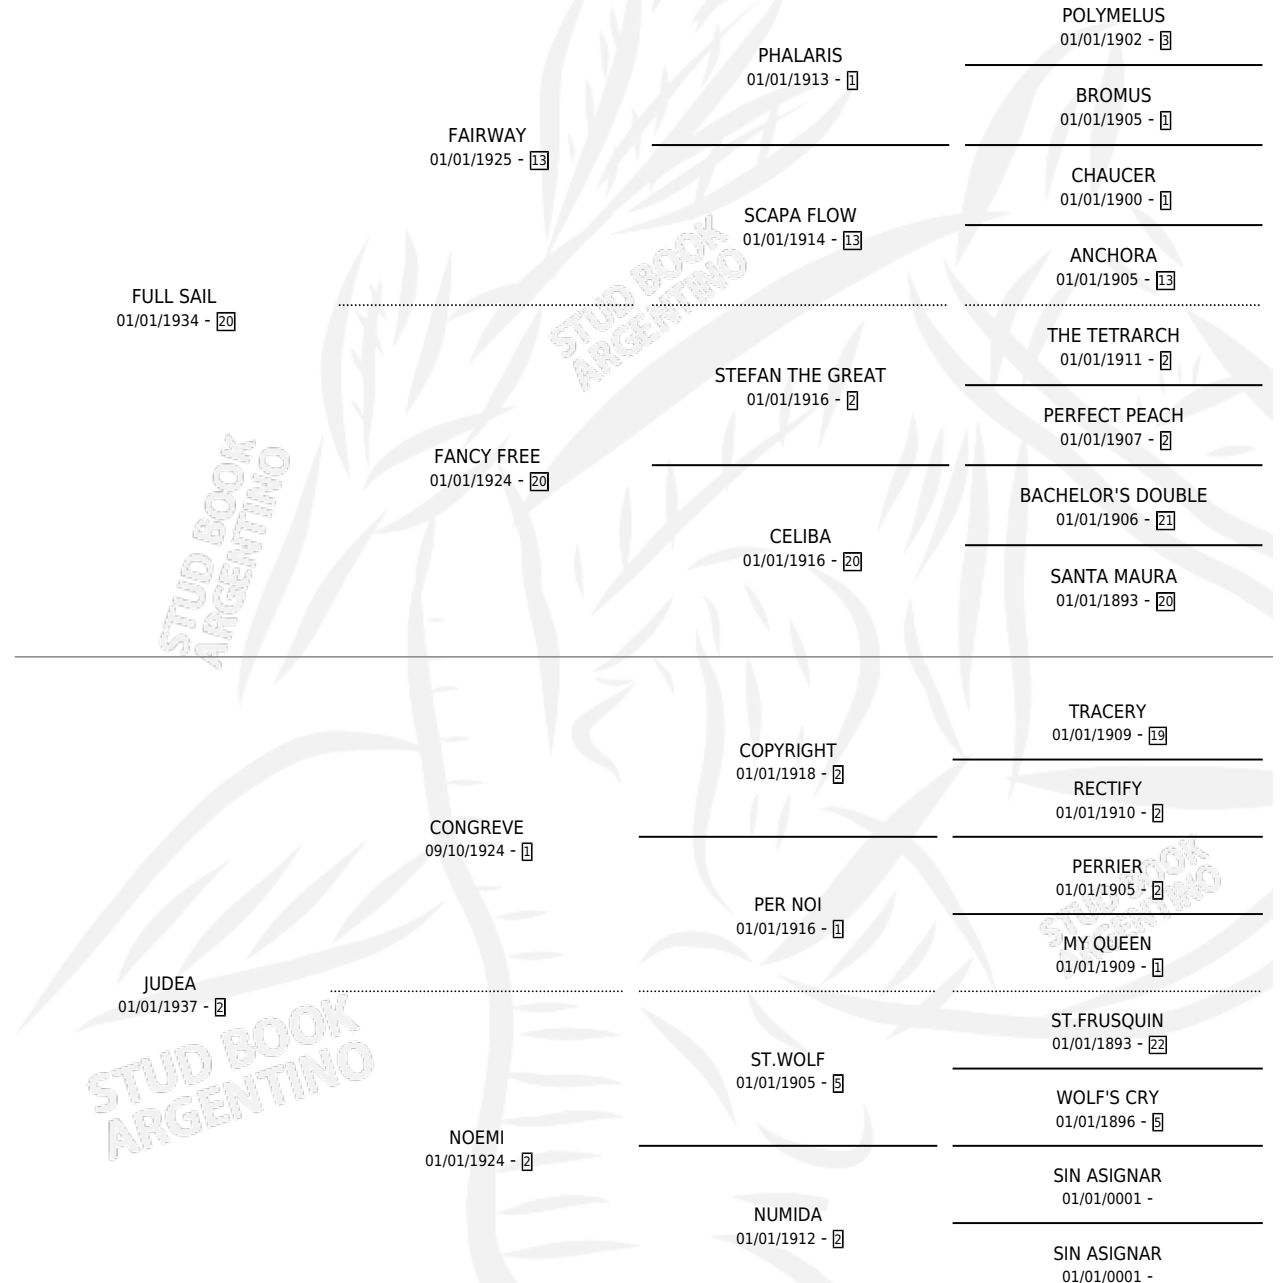 POLYMELUS
01/01/1902 - 3
PHALARIS
01/01/1913 - 1
BROMUS
01/01/1905 - 1
FAIRWAY
01/01/1925 - 13
CHAUCER
01/01/1900 - 1
SCAPA FLOW
01/01/1914 - 13
ANCHORA
01/01/1905 - 13
FULL SAIL
01/01/1934 - 20
THE TETRARCH
01/01/1911 - 2
STEFAN THE GREAT
01/01/1916 - 2
PERFECT PEACH
01/01/1907 - 2
FANCY FREE
01/01/1924 - 20
BACHELOR'S DOUBLE
01/01/1906 - 21
CELIBA
01/01/1916 - 20
SANTA MAURA
01/01/1893 - 20
TRACERY
01/01/1909 - 19
COPYRIGHT
01/01/1918 - 2
RECTIFY
01/01/1910 - 2
CONGREVE
09/10/1924 - 1
PERRIER
01/01/1905 - 2
PER NOI
01/01/1916 - 1
MY QUEEN
01/01/1909 - 1
JUDEA
01/01/1937 - 2
ST.FRUSQUIN
01/01/1893 - 22
ST.WOLF
01/01/1905 - 5
WOLF'S CRY
01/01/1896 - 5
NOEMI
01/01/1924 - 2
SIN ASIGNAR
01/01/0001 -
NUMIDA
01/01/1912 - 2
SIN ASIGNAR
01/01/0001 -
STUD BOOK
ARGENTINO
STUD BOOK
ARGENTINO
STUD BOOK
ARGENTINO
STUD BOOK
ARGENTINO